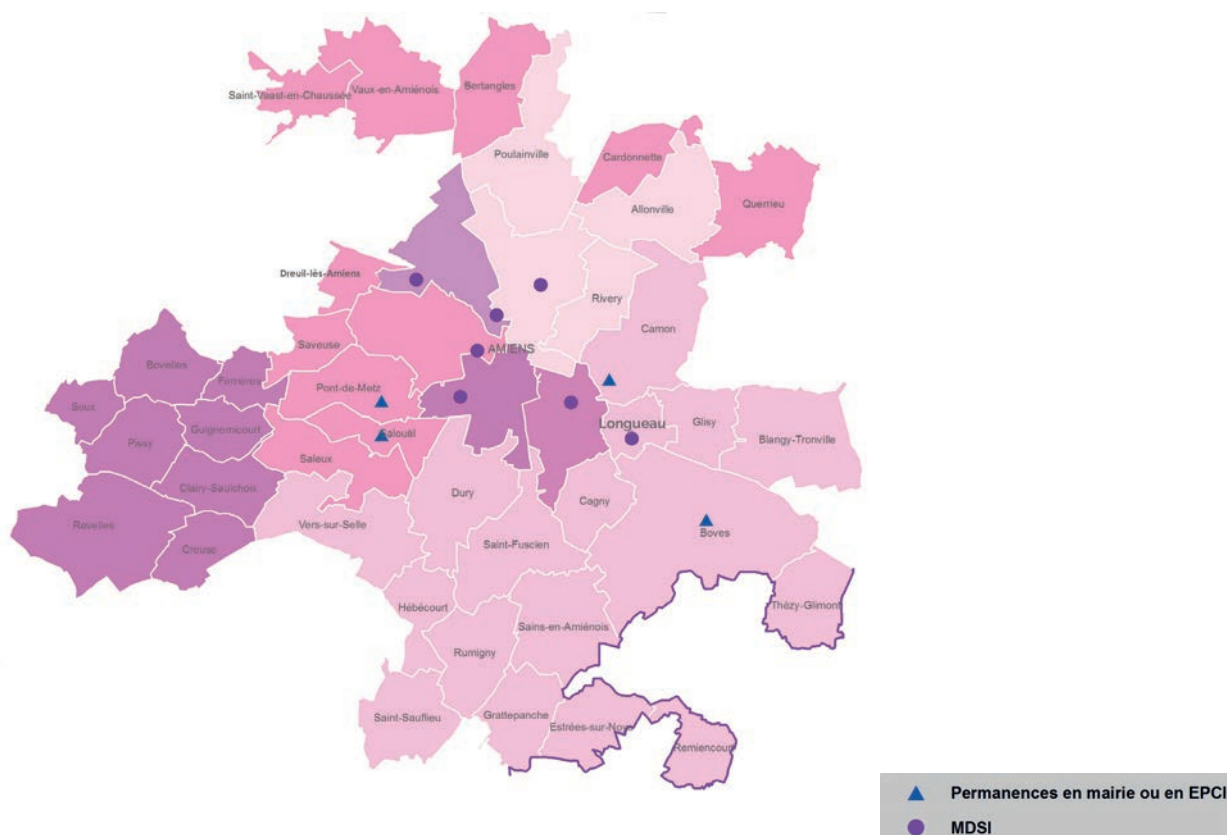 Bertangles
Vaux-en-Amiénois
Saint-Vaast-en-Chaussée
Poulainville
Cardonnette
Querrieu
Allonville
Dreuil-lès-Amiens
Rivery
Camon
Saveuse
AMIENS
Bovelles
Ferrières
Pont-de-Metz
Seux
Guignemicourt
Longueau
Glisy
Blangy-Tronville
Pissy
Salouël
Saleux
Clairy-Saulchoix
Dury
Cagny
Revelles
Vers-sur-Selle
Boves
Creuse
Saint-Fuscien
Hébécourt
Thézy-Glimont
Sains-en-Amiénois
Rumigny
Saint-Sauflieu
Grattepanche
Estrées-sur-Noye
Remiencourt
Permanences en mairie ou en EPCI
MDSI